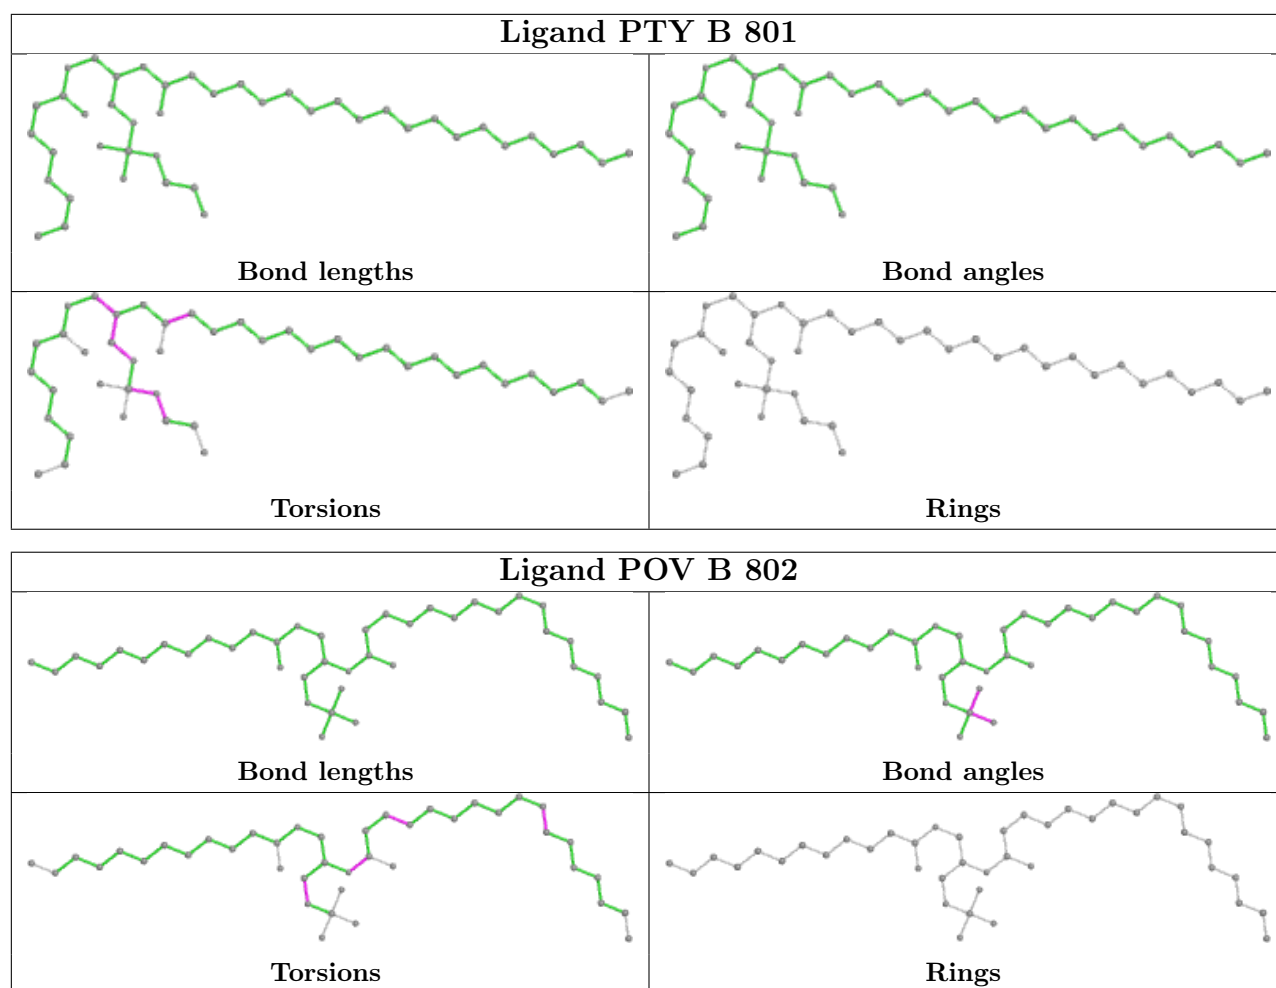 Ligand PTY B 801
Bond lengths
Bond angles
Torsions
Rings
Ligand POV B 802
Bond lengths
Bond angles
Torsions
Rings